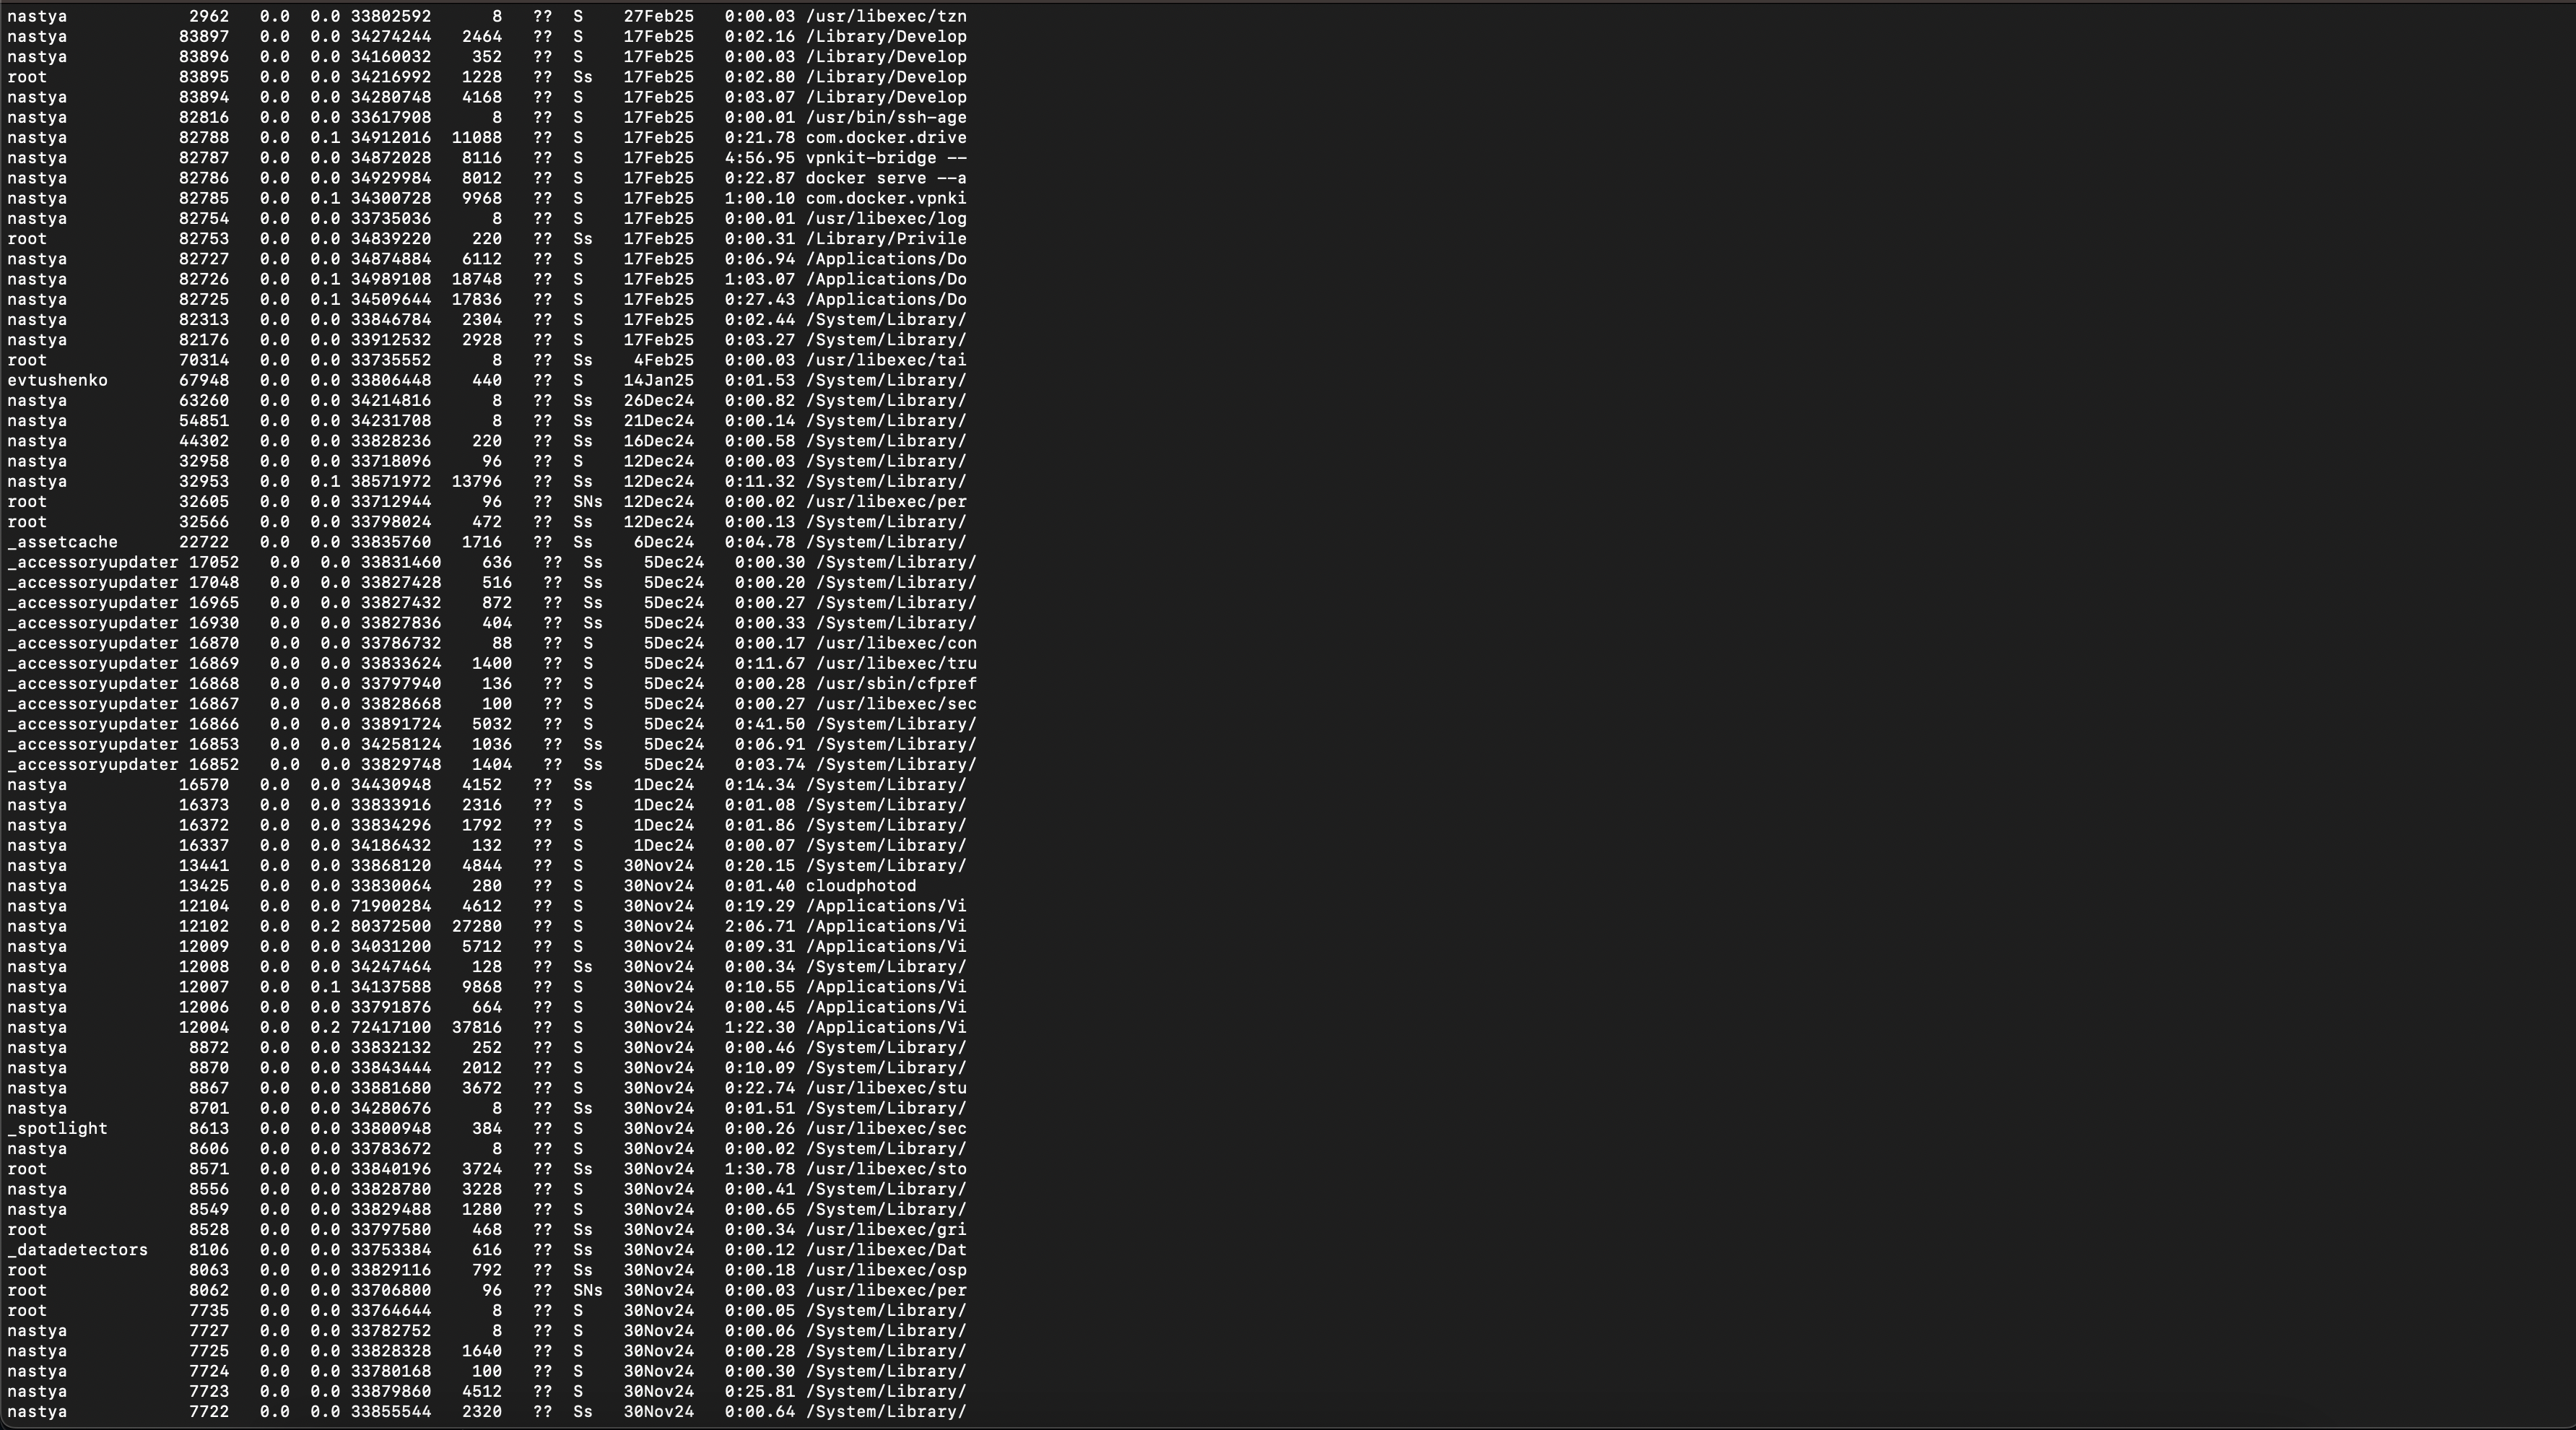 nastya           2962   0.0  0.0 33802592      8   ??  S    27Feb25   0:00.03 /usr/libexec/tzn
nastya          83897   0.0  0.0 34274244   2464   ??  S    17Feb25   0:02.16 /Library/Develop
nastya          83896   0.0  0.0 34160032    352   ??  S    17Feb25   0:00.03 /Library/Develop
root            83895   0.0  0.0 34216992   1228   ??  Ss   17Feb25   0:02.80 /Library/Develop
nastya          83894   0.0  0.0 34280748   4168   ??  S    17Feb25   0:03.07 /Library/Develop
nastya          82816   0.0  0.0 33617908      8   ??  S    17Feb25   0:00.01 /usr/bin/ssh-age
nastya          82788   0.0  0.1 34912016  11088   ??  S    17Feb25   0:21.78 com.docker.drive
nastya          82787   0.0  0.0 34872028   8116   ??  S    17Feb25   4:56.95 vpnkit-bridge --
nastya          82786   0.0  0.0 34929984   8012   ??  S    17Feb25   0:22.87 docker serve --a
nastya          82785   0.0  0.1 34300728   9968   ??  S    17Feb25   1:00.10 com.docker.vpnki
nastya          82754   0.0  0.0 33735036      8   ??  S    17Feb25   0:00.01 /usr/libexec/log
root            82753   0.0  0.0 34839220    220   ??  Ss   17Feb25   0:00.31 /Library/Privile
nastya          82727   0.0  0.0 34874884   6112   ??  S    17Feb25   0:06.94 /Applications/Do
nastya          82726   0.0  0.1 34989108  18748   ??  S    17Feb25   1:03.07 /Applications/Do
nastya          82725   0.0  0.1 34509644  17836   ??  S    17Feb25   0:27.43 /Applications/Do
nastya          82313   0.0  0.0 33846784   2304   ??  S    17Feb25   0:02.44 /System/Library/
nastya          82176   0.0  0.0 33912532   2928   ??  S    17Feb25   0:03.27 /System/Library/
root            70314   0.0  0.0 33735552      8   ??  Ss    4Feb25   0:00.03 /usr/libexec/tai
evtushenko      67948   0.0  0.0 33806448    440   ??  S    14Jan25   0:01.53 /System/Library/
nastya          63260   0.0  0.0 34214816      8   ??  Ss   26Dec24   0:00.82 /System/Library/
nastya          54851   0.0  0.0 34231708      8   ??  Ss   21Dec24   0:00.14 /System/Library/
nastya          44302   0.0  0.0 33828236    220   ??  Ss   16Dec24   0:00.58 /System/Library/
nastya          32958   0.0  0.0 33718096     96   ??  S    12Dec24   0:00.03 /System/Library/
nastya          32953   0.0  0.1 38571972  13796   ??  Ss   12Dec24   0:11.32 /System/Library/
root            32605   0.0  0.0 33712944     96   ??  SNs  12Dec24   0:00.02 /usr/libexec/per
root            32566   0.0  0.0 33798024    472   ??  Ss   12Dec24   0:00.13 /System/Library/
_assetcache     22722   0.0  0.0 33835760   1716   ??  Ss    6Dec24   0:04.78 /System/Library/
_accessoryupdater 17052   0.0  0.0 33831460    636   ??  Ss    5Dec24   0:00.30 /System/Library/
_accessoryupdater 17048   0.0  0.0 33827428    516   ??  Ss    5Dec24   0:00.20 /System/Library/
_accessoryupdater 16965   0.0  0.0 33827432    872   ??  Ss    5Dec24   0:00.27 /System/Library/
_accessoryupdater 16930   0.0  0.0 33827836    404   ??  Ss    5Dec24   0:00.33 /System/Library/
_accessoryupdater 16870   0.0  0.0 33786732     88   ??  S     5Dec24   0:00.17 /usr/libexec/con
_accessoryupdater 16869   0.0  0.0 33833624   1400   ??  S     5Dec24   0:11.67 /usr/libexec/tru
_accessoryupdater 16868   0.0  0.0 33797940    136   ??  S     5Dec24   0:00.28 /usr/sbin/cfpref
_accessoryupdater 16867   0.0  0.0 33828668    100   ??  S     5Dec24   0:00.27 /usr/libexec/sec
_accessoryupdater 16866   0.0  0.0 33891724   5032   ??  S     5Dec24   0:41.50 /System/Library/
_accessoryupdater 16853   0.0  0.0 34258124   1036   ??  Ss    5Dec24   0:06.91 /System/Library/
_accessoryupdater 16852   0.0  0.0 33829748   1404   ??  Ss    5Dec24   0:03.74 /System/Library/
nastya          16570   0.0  0.0 34430948   4152   ??  Ss    1Dec24   0:14.34 /System/Library/
nastya          16373   0.0  0.0 33833916   2316   ??  S     1Dec24   0:01.08 /System/Library/
nastya          16372   0.0  0.0 33834296   1792   ??  S     1Dec24   0:01.86 /System/Library/
nastya          16337   0.0  0.0 34186432    132   ??  S     1Dec24   0:00.07 /System/Library/
nastya          13441   0.0  0.0 33868120   4844   ??  S    30Nov24   0:20.15 /System/Library/
nastya          13425   0.0  0.0 33830064    280   ??  S    30Nov24   0:01.40 cloudphotod
nastya          12104   0.0  0.0 71900284   4612   ??  S    30Nov24   0:19.29 /Applications/Vi
nastya          12102   0.0  0.2 80372500  27280   ??  S    30Nov24   2:06.71 /Applications/Vi
nastya          12009   0.0  0.0 34031200   5712   ??  S    30Nov24   0:09.31 /Applications/Vi
nastya          12008   0.0  0.0 34247464    128   ??  Ss   30Nov24   0:00.34 /System/Library/
nastya          12007   0.0  0.1 34137588   9868   ??  S    30Nov24   0:10.55 /Applications/Vi
nastya          12006   0.0  0.0 33791876    664   ??  S    30Nov24   0:00.45 /Applications/Vi
nastya          12004   0.0  0.2 72417100  37816   ??  S    30Nov24   1:22.30 /Applications/Vi
nastya           8872   0.0  0.0 33832132    252   ??  S    30Nov24   0:00.46 /System/Library/
nastya           8870   0.0  0.0 33843444   2012   ??  S    30Nov24   0:10.09 /System/Library/
nastya           8867   0.0  0.0 33881680   3672   ??  S    30Nov24   0:22.74 /usr/libexec/stu
nastya           8701   0.0  0.0 34280676      8   ??  Ss   30Nov24   0:01.51 /System/Library/
_spotlight       8613   0.0  0.0 33800948    384   ??  S    30Nov24   0:00.26 /usr/libexec/sec
nastya           8606   0.0  0.0 33783672      8   ??  S    30Nov24   0:00.02 /System/Library/
root             8571   0.0  0.0 33840196   3724   ??  Ss   30Nov24   1:30.78 /usr/libexec/sto
nastya           8556   0.0  0.0 33828780   3228   ??  S    30Nov24   0:00.41 /System/Library/
nastya           8549   0.0  0.0 33829488   1280   ??  S    30Nov24   0:00.65 /System/Library/
root             8528   0.0  0.0 33797580    468   ??  Ss   30Nov24   0:00.34 /usr/libexec/gri
_datadetectors   8106   0.0  0.0 33753384    616   ??  Ss   30Nov24   0:00.12 /usr/libexec/Dat
root             8063   0.0  0.0 33829116    792   ??  Ss   30Nov24   0:00.18 /usr/libexec/osp
root             8062   0.0  0.0 33706800     96   ??  SNs  30Nov24   0:00.03 /usr/libexec/per
root             7735   0.0  0.0 33764644      8   ??  S    30Nov24   0:00.05 /System/Library/
nastya           7727   0.0  0.0 33782752      8   ??  S    30Nov24   0:00.06 /System/Library/
nastya           7725   0.0  0.0 33828328   1640   ??  S    30Nov24   0:00.28 /System/Library/
nastya           7724   0.0  0.0 33780168    100   ??  S    30Nov24   0:00.30 /System/Library/
nastya           7723   0.0  0.0 33879860   4512   ??  S    30Nov24   0:25.81 /System/Library/
nastya           7722   0.0  0.0 33855544   2320   ??  Ss   30Nov24   0:00.64 /System/Library/